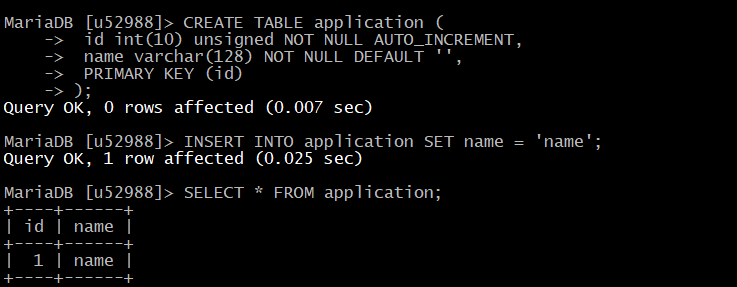 MariaDB [u52988]> CREATE TABLE application (
    ->  id int(10) unsigned NOT NULL AUTO_INCREMENT,
    ->  name varchar(128) NOT NULL DEFAULT '',
    ->  PRIMARY KEY (id)
    -> );
Query OK, 0 rows affected (0.007 sec)
MariaDB [u52988]> INSERT INTO application SET name = 'name';
Query OK, 1 row affected (0.025 sec)
MariaDB [u52988]> SELECT * FROM application;
+----+------+
| id | name |
+----+------+
|  1 | name |
+----+------+